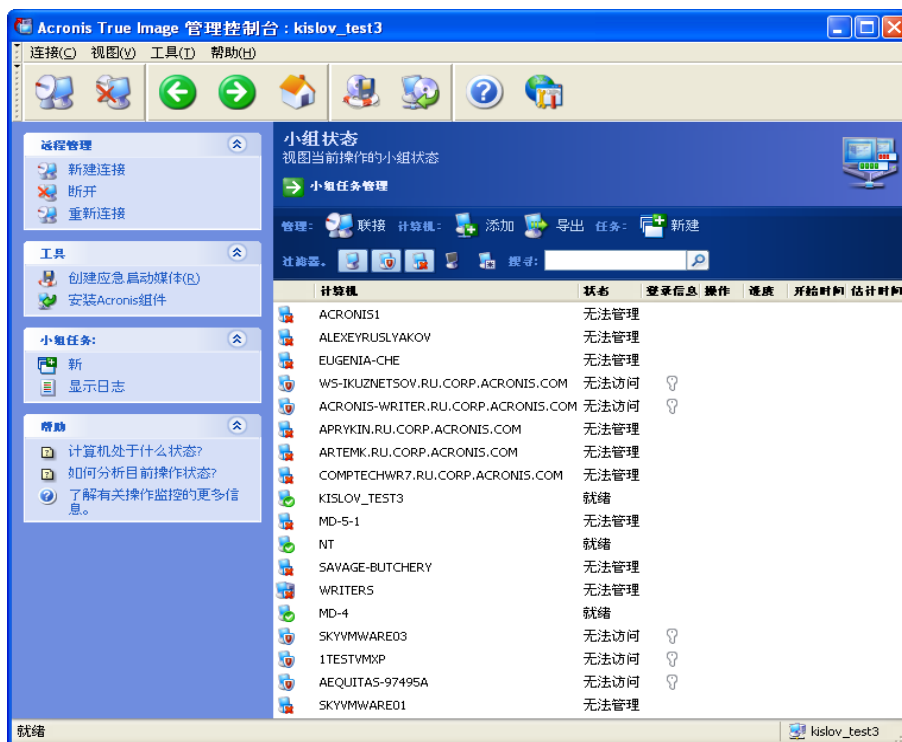 Acronis True Image 管理控制台 : kislov_test3
连接(C) 视图(V) 工具(T) 帮助(H)
远程管理
新建连接
断开
重新连接
工具
创建应急启动媒体(R)
安装Acronis组件
小组任务:
新
显示日志
帮助
计算机处于什么状态?
如何分析目前操作状态?
了解有关操作监控的更多信
息。
小组状态
视图当前操作的小组状态
小组任务管理
管理: 联接 计算机: 添加 导出 任务: 新建
过滤器. 搜寻:
计算机 状态 登录信息 操作 进度 开始时间 估计时间
ACRONIS1 无法管理
ALEXEYRUSLYAKOV 无法管理
EUGENIA-CHE 无法管理
WS-IKUZNETSOV.RU.CORP.ACRONIS.COM 无法访问
ACRONIS-WRITER.RU.CORP.ACRONIS.COM 无法访问
APRYKIN.RU.CORP.ACRONIS.COM 无法管理
ARTEMK.RU.CORP.ACRONIS.COM 无法管理
COMPTECHWR7.RU.CORP.ACRONIS.COM 无法管理
KISLOV_TEST3 就绪
MD-5-1 无法管理
NT 就绪
SAVAGE-BUTCHERY 无法管理
WRITERS 无法管理
MD-4 就绪
SKYVMWARE03 无法访问
1TESTVMXP 无法访问
AEQUITAS-97495A 无法访问
SKYVMWARE01 无法管理
就绪 kislov_test3